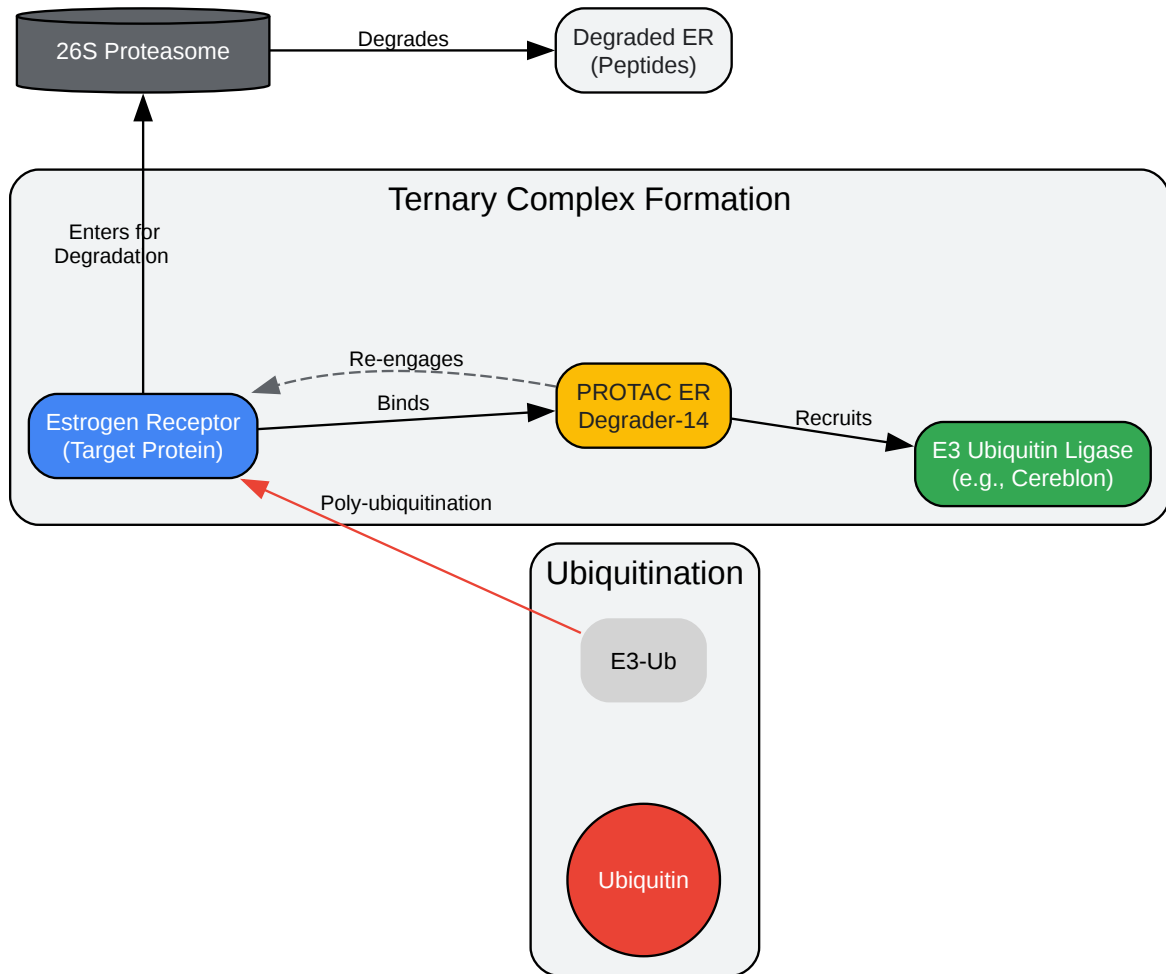 26S Proteasome
Degrades
Degraded ER
(Peptides)
Ternary Complex Formation
Enters for
Degradation
Re-engages
Estrogen Receptor
(Target Protein)
Binds
PROTAC ER
Degrader-14
Recruits
E3 Ubiquitin Ligase
(e.g., Cereblon)
Poly-ubiquitination
Ubiquitination
E3-Ub
Ubiquitin